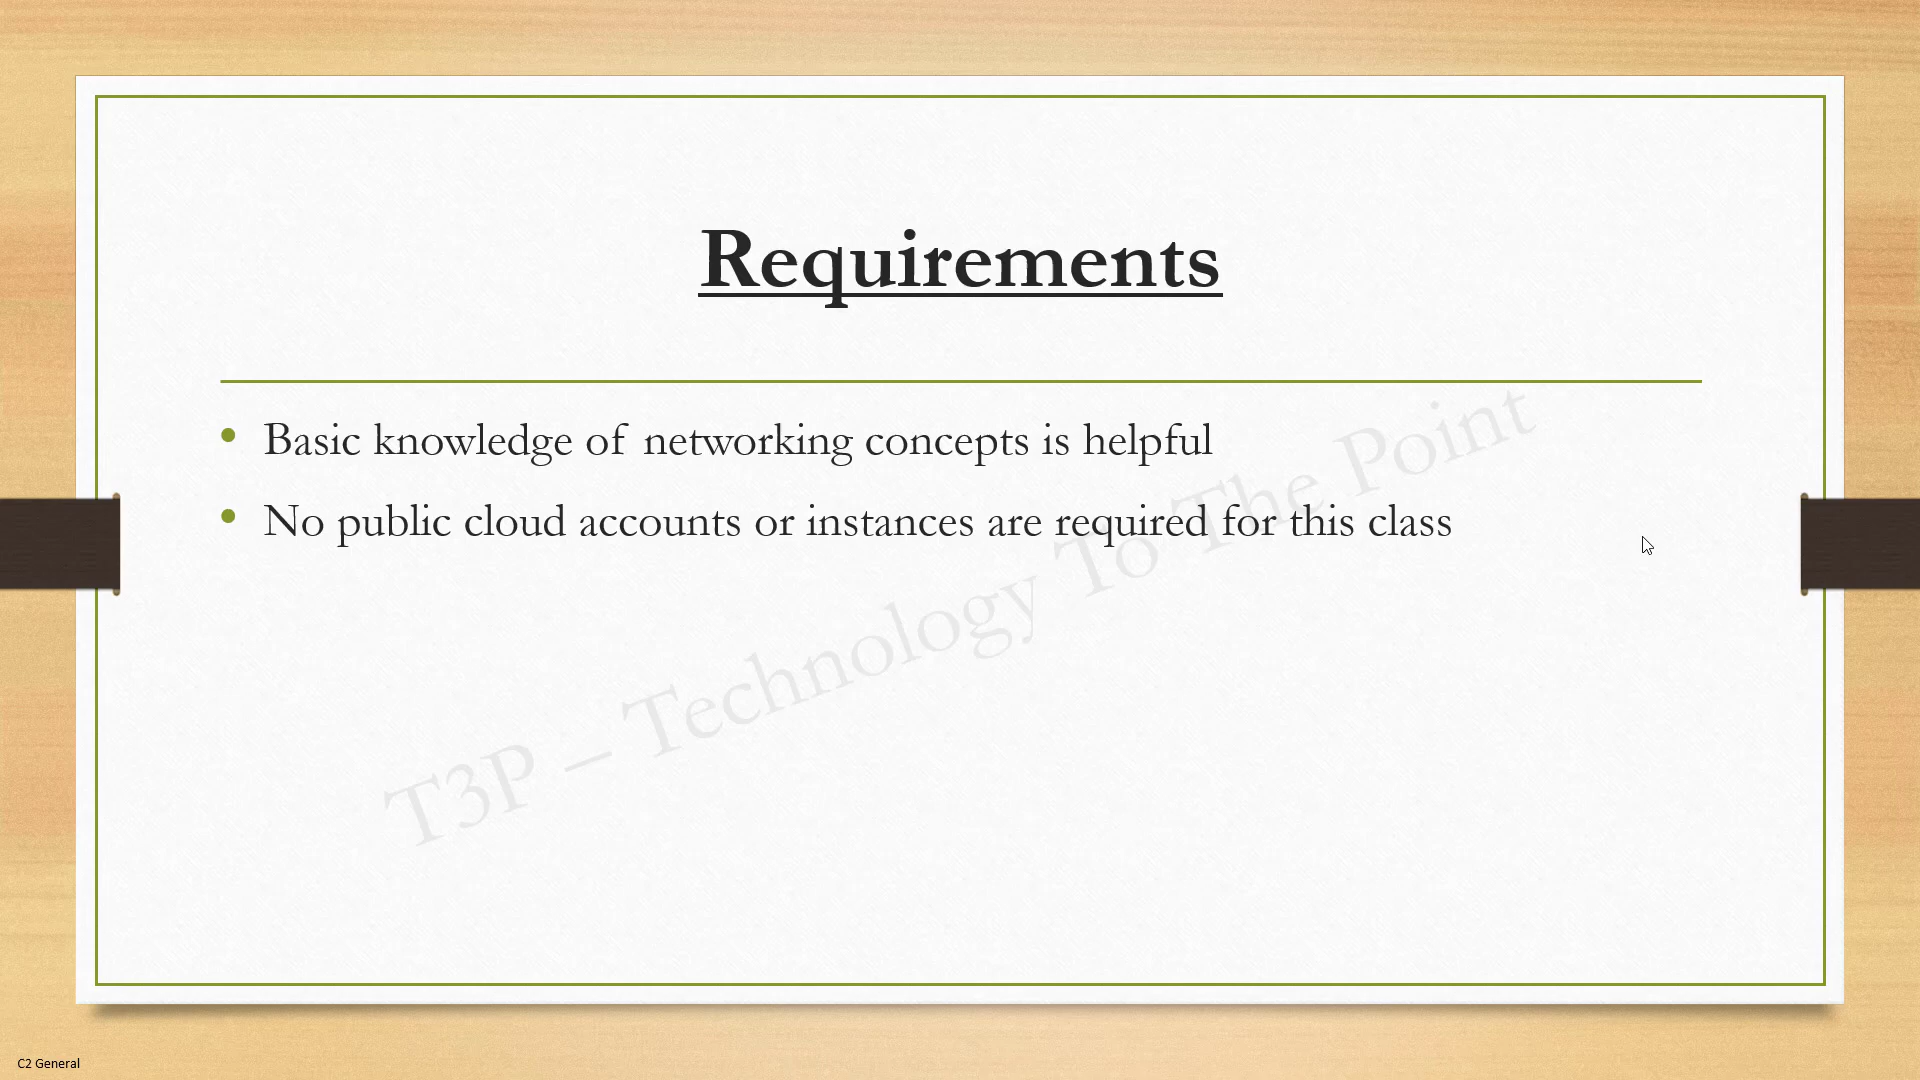 Requirements
Basic knowledge of networking concepts is helpful
No public cloud accounts or instances are required for this class
T3P – Technology To The Point
C2 General